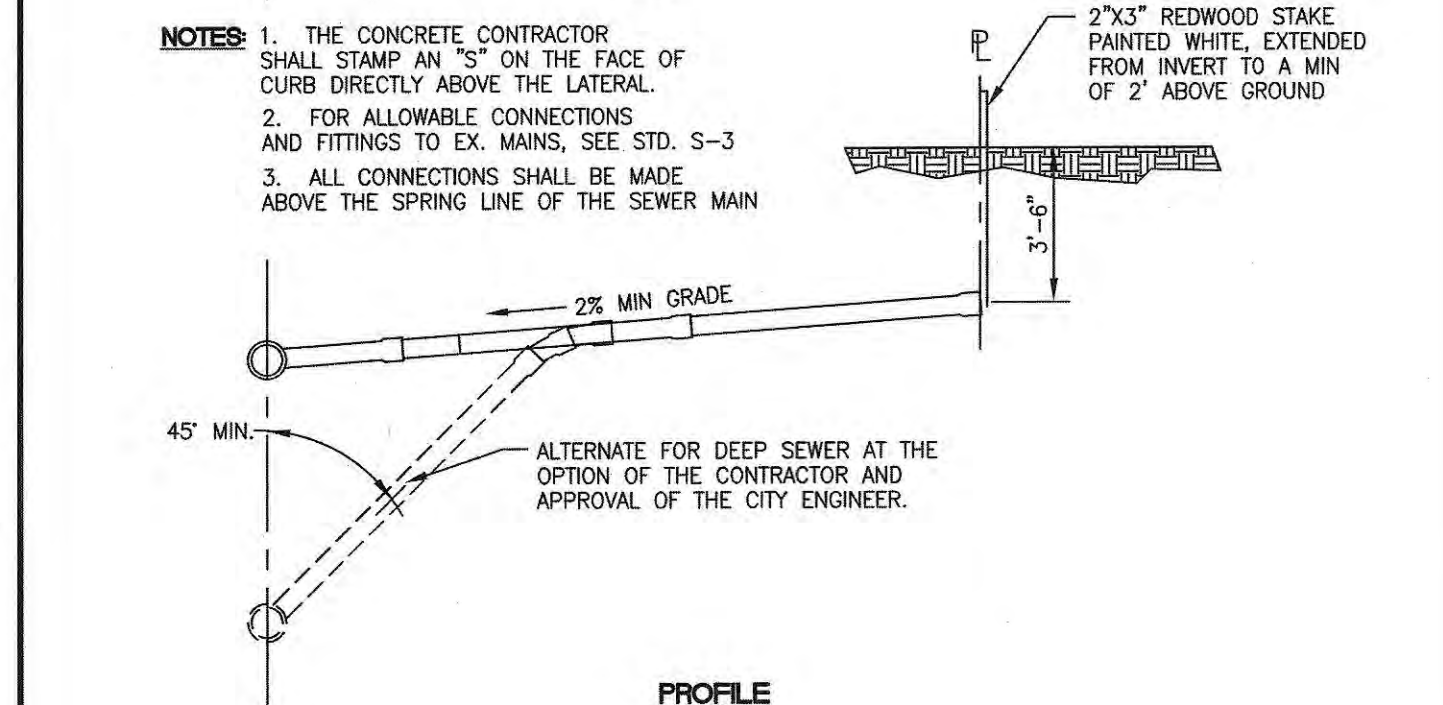 NOTES: 1. THE CONCRETE CONTRACTOR
SHALL STAMP AN "S" ON THE FACE OF
CURB DIRECTLY ABOVE THE LATERAL.
2. FOR ALLOWABLE CONNECTIONS
AND FITTINGS TO EX. MAINS, SEE STD. S-3
3. ALL CONNECTIONS SHALL BE MADE
ABOVE THE SPRING LINE OF THE SEWER MAIN
PL
2"X3" REDWOOD STAKE
PAINTED WHITE, EXTENDED
FROM INVERT TO A MIN
OF 2' ABOVE GROUND
3'-6"
2% MIN GRADE
45° MIN.
ALTERNATE FOR DEEP SEWER AT THE
OPTION OF THE CONTRACTOR AND
APPROVAL OF THE CITY ENGINEER.
PROFILE